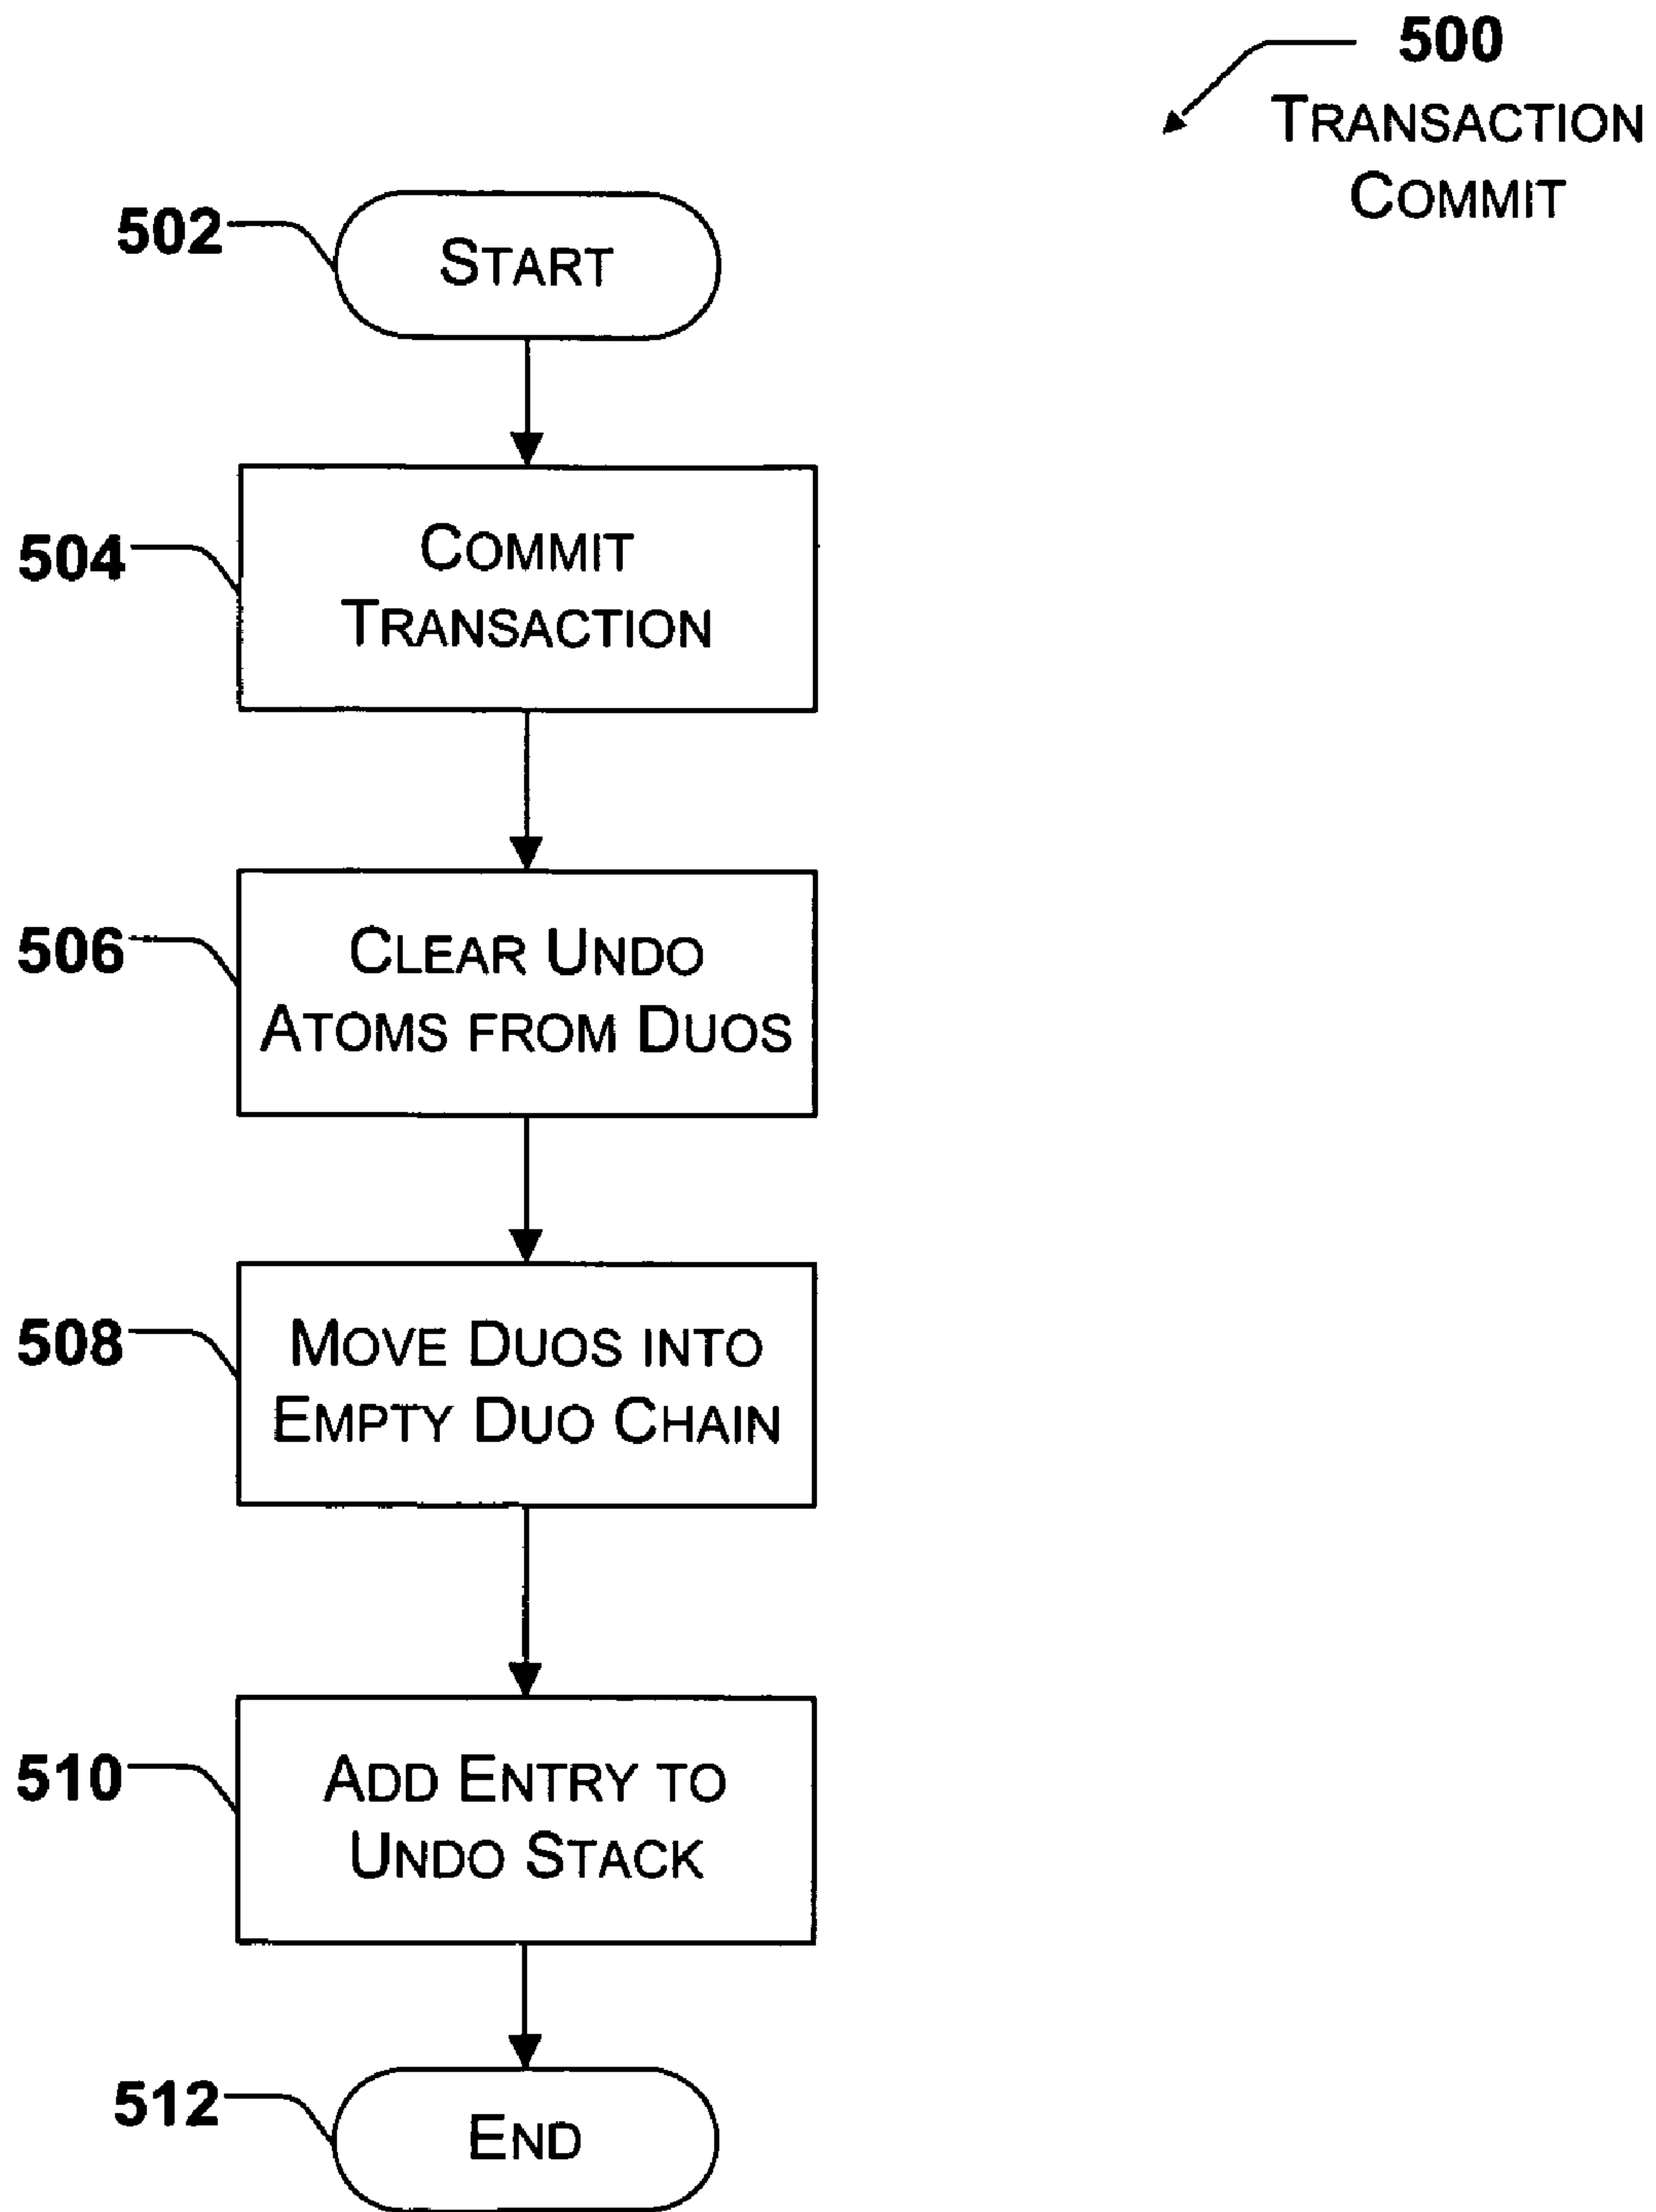 500
TRANSACTION
COMMIT
502
START
504
COMMIT
TRANSACTION
506
CLEAR UNDO
ATOMS FROM DUOS
508
MOVE DUOS INTO
EMPTY DUO CHAIN
510
ADD ENTRY TO
UNDO STACK
512
END